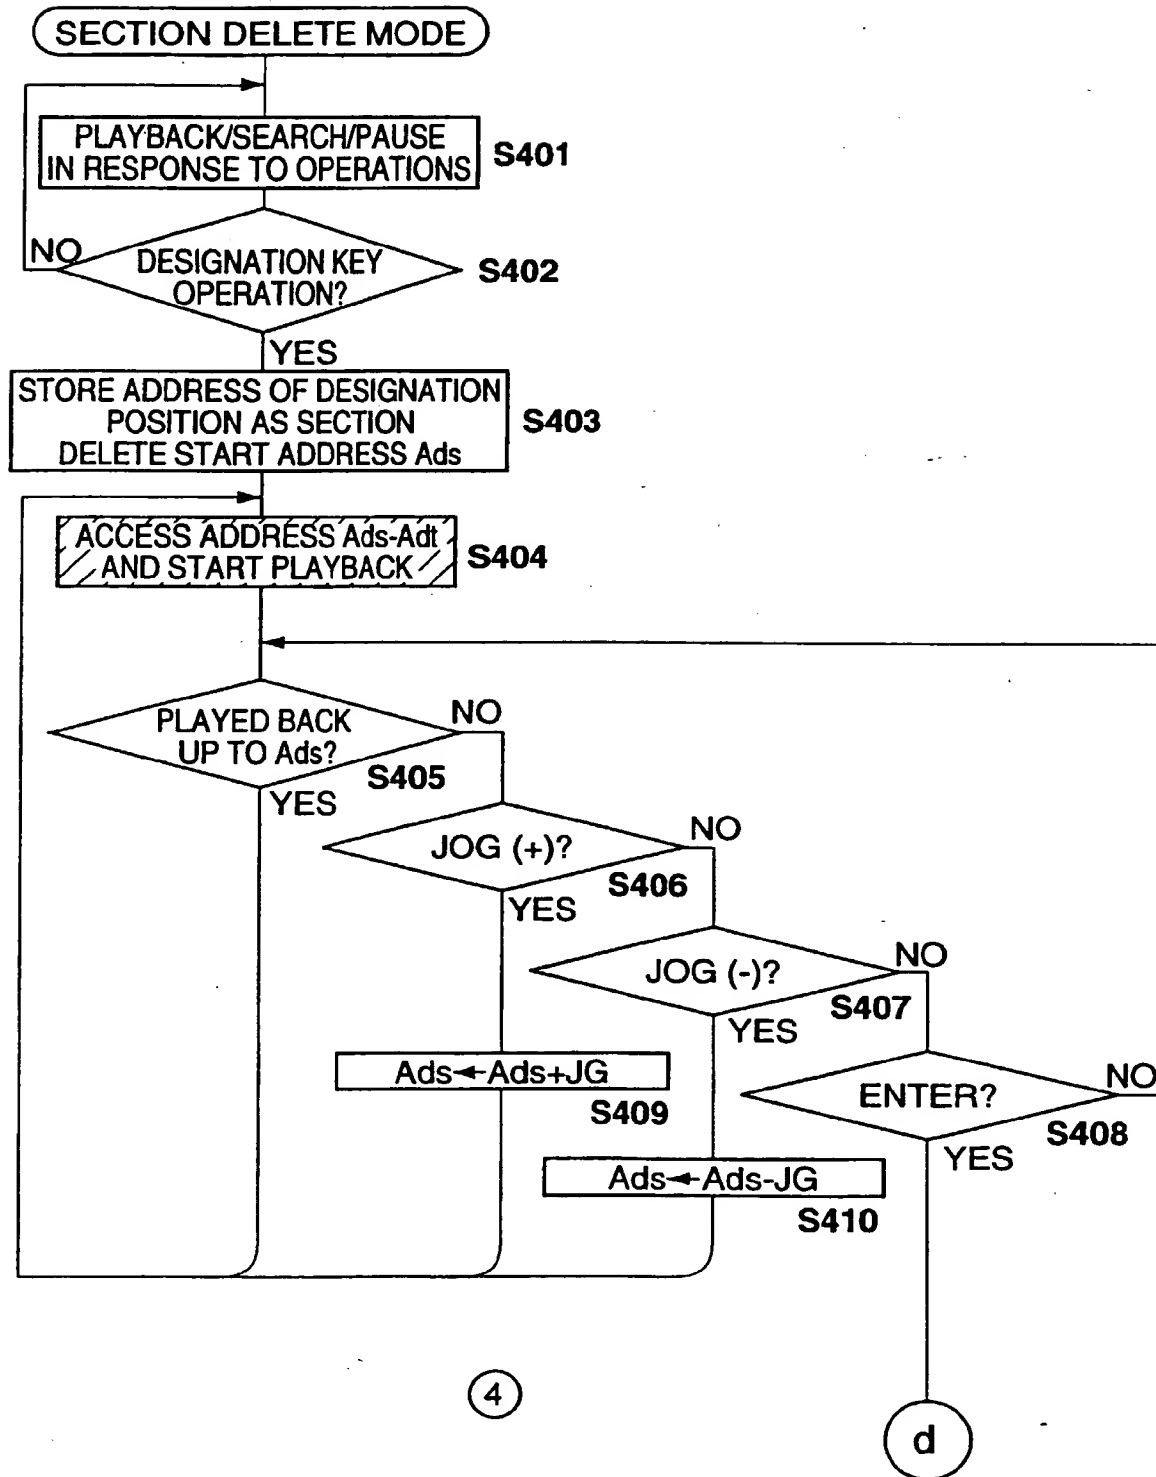 SECTION DELETE MODE
PLAYBACK/SEARCH/PAUSE
IN RESPONSE TO OPERATIONS
S401
NO
DESIGNATION KEY
OPERATION?
S402
YES
STORE ADDRESS OF DESIGNATION
POSITION AS SECTION
DELETE START ADDRESS Ads
S403
ACCESS ADDRESS Ads-Adt
AND START PLAYBACK
S404
PLAYED BACK
UP TO Ads?
NO
S405
YES
JOG (+)?
NO
S406
YES
JOG (-)?
NO
S407
YES
Ads←Ads+JG
S409
ENTER?
NO
S408
YES
Ads←Ads-JG
S410
4
d